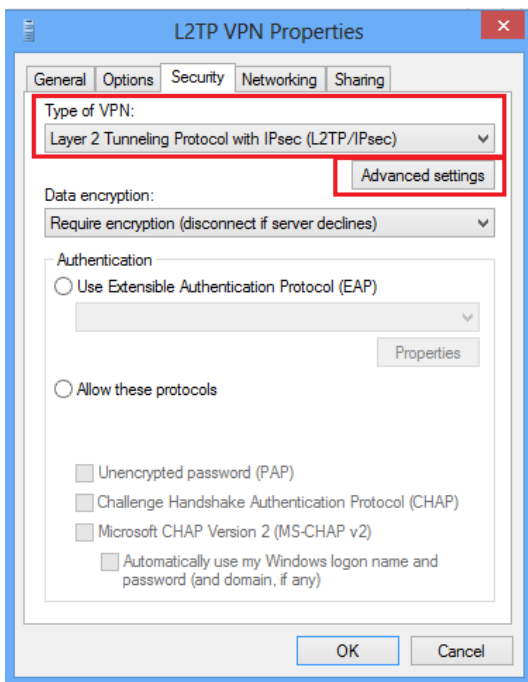 L2TP VPN Properties
General Options Security Networking Sharing
Type of VPN:
Layer 2 Tunneling Protocol with IPsec (L2TP/IPsec)
Advanced settings
Data encryption:
Require encryption (disconnect if server declines)
Authentication
Use Extensible Authentication Protocol (EAP)
Properties
Allow these protocols
Unencrypted password (PAP)
Challenge Handshake Authentication Protocol (CHAP)
Microsoft CHAP Version 2 (MS-CHAP v2)
Automatically use my Windows logon name and
password (and domain, if any)
OK Cancel